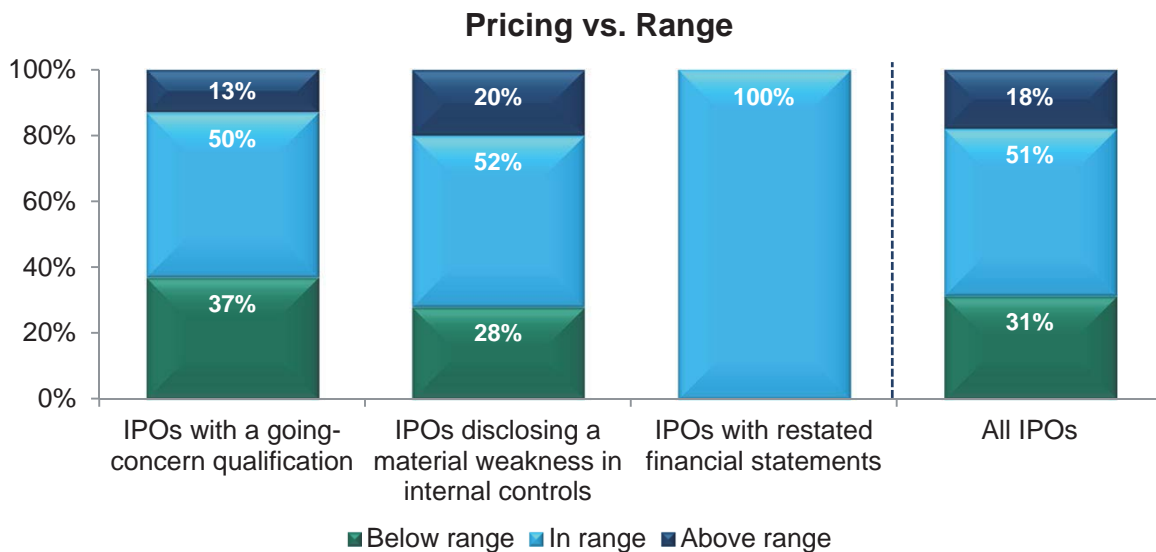 Pricing vs. Range
100%
80%
60%
40%
20%
0%
13%
50%
37%
20%
52%
28%
100%
18%
51%
31%
IPOs with a going-
concern qualification
IPOs disclosing a
material weakness in
internal controls
IPOs with restated
financial statements
All IPOs
Below range In range Above range